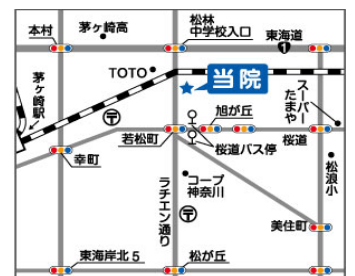 本村
茅ヶ崎高
松林
中学校入口
東海道
1
TOTO
当院
茅ヶ崎駅
〒
若松町
旭が丘
スーパー
たまや
幸町
桜道バス停
桜道
コープ
神奈川
松浪小
ラチエン通り
〒
美住町
東海岸北5
松が丘